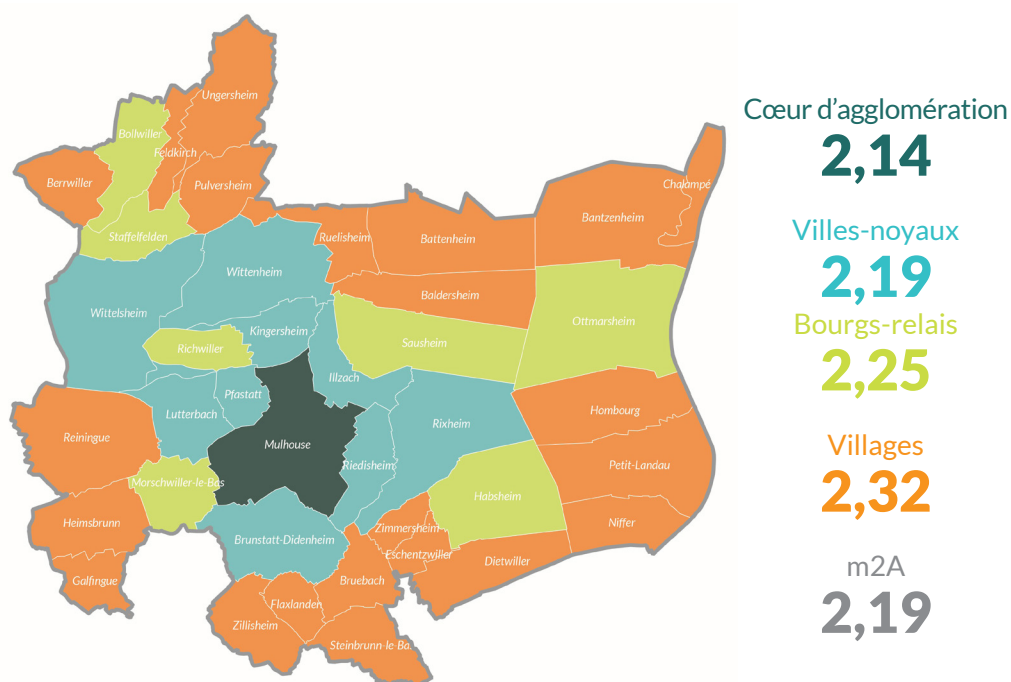 Ungersheim
Bollwiller
Feldkirch
Berrwiller
Pulversheim
Chalampé
Bantzenheim
Staffelfelden
Ruelisheim
Battenheim
Wittenheim
Baldersheim
Wittelsheim
Ottmarsheim
Kingersheim
Sausheim
Richwiller
Illzach
Pfastatt
Lutterbach
Hombourg
Rixheim
Reiningue
Mulhouse
Riedisheim
Petit-Landau
Morschwiller-le-Bas
Habsheim
Heimsbrunn
Niffer
Zimmersheim
Brunstatt-Didenheim
Eschentzwiller
Dietwiller
Galfingue
Bruebach
Flaxlanden
Zillisheim
Steinbrunn-le-Ba.
Cœur d'agglomération
2,14
Villes-noyaux
2,19
Bourgs-relais
2,25
Villages
2,32
m2A
2,19